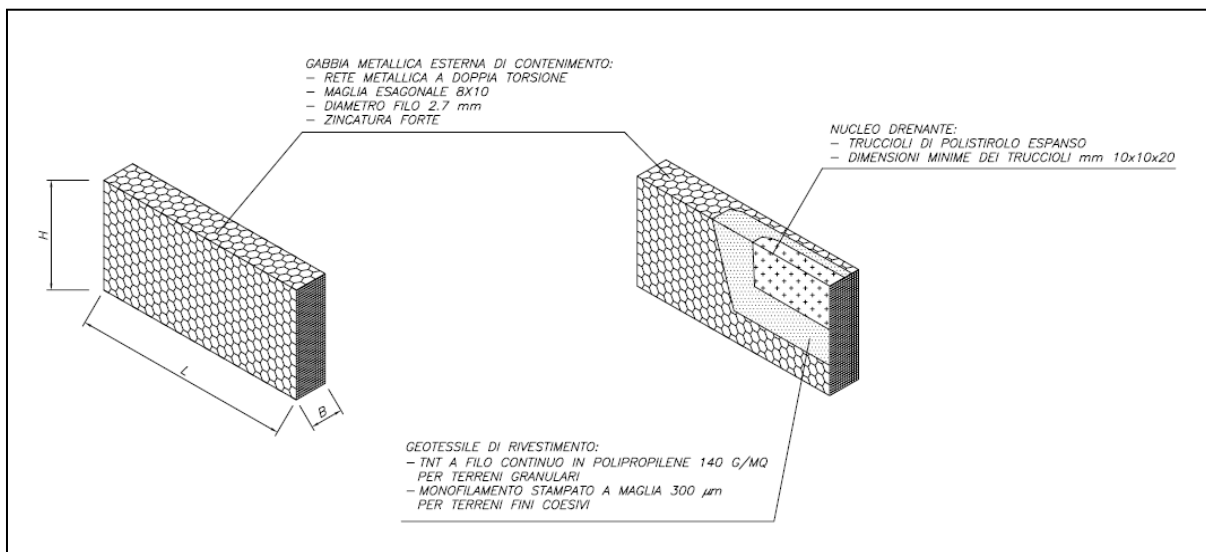 GABBIA METALLICA ESTERNA DI CONTENIMENTO:
– RETE METALLICA A DOPPIA TORSIONE
– MAGLIA ESAGONALE 8X10
– DIAMETRO FILO 2.7 mm
– ZINCATURA FORTE
NUCLEO DRENANTE:
– TRUCCIOLI DI POLISTIROLO ESPANSO
– DIMENSIONI MINIME DEI TRUCCIOLI mm 10x10x20
H
L
B
GEOTESSILE DI RIVESTIMENTO:
– TNT A FILO CONTINUO IN POLIPROPILENE 140 G/MQ
PER TERRENI GRANULARI
– MONOFILAMENTO STAMPATO A MAGLIA 300 µm
PER TERRENI FINI COESIVI